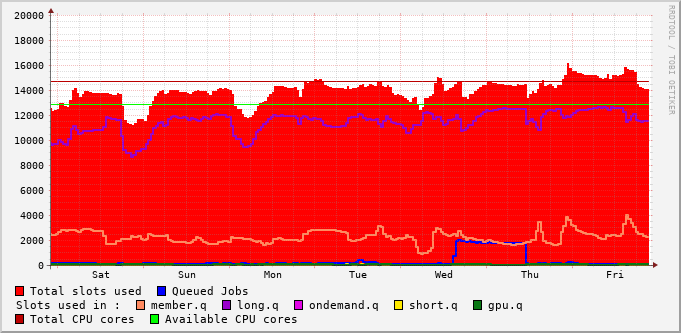 20000
18000
16000
14000
12000
10000
8000
6000
4000
2000
0
Sat Sun Mon Tue Wed Thu Fri
RRDTOOL / TOBI OETIKER
Total slots used Queued Jobs
Slots used in : member.q long.q ondemand.q short.q gpu.q
Total CPU cores Available CPU cores